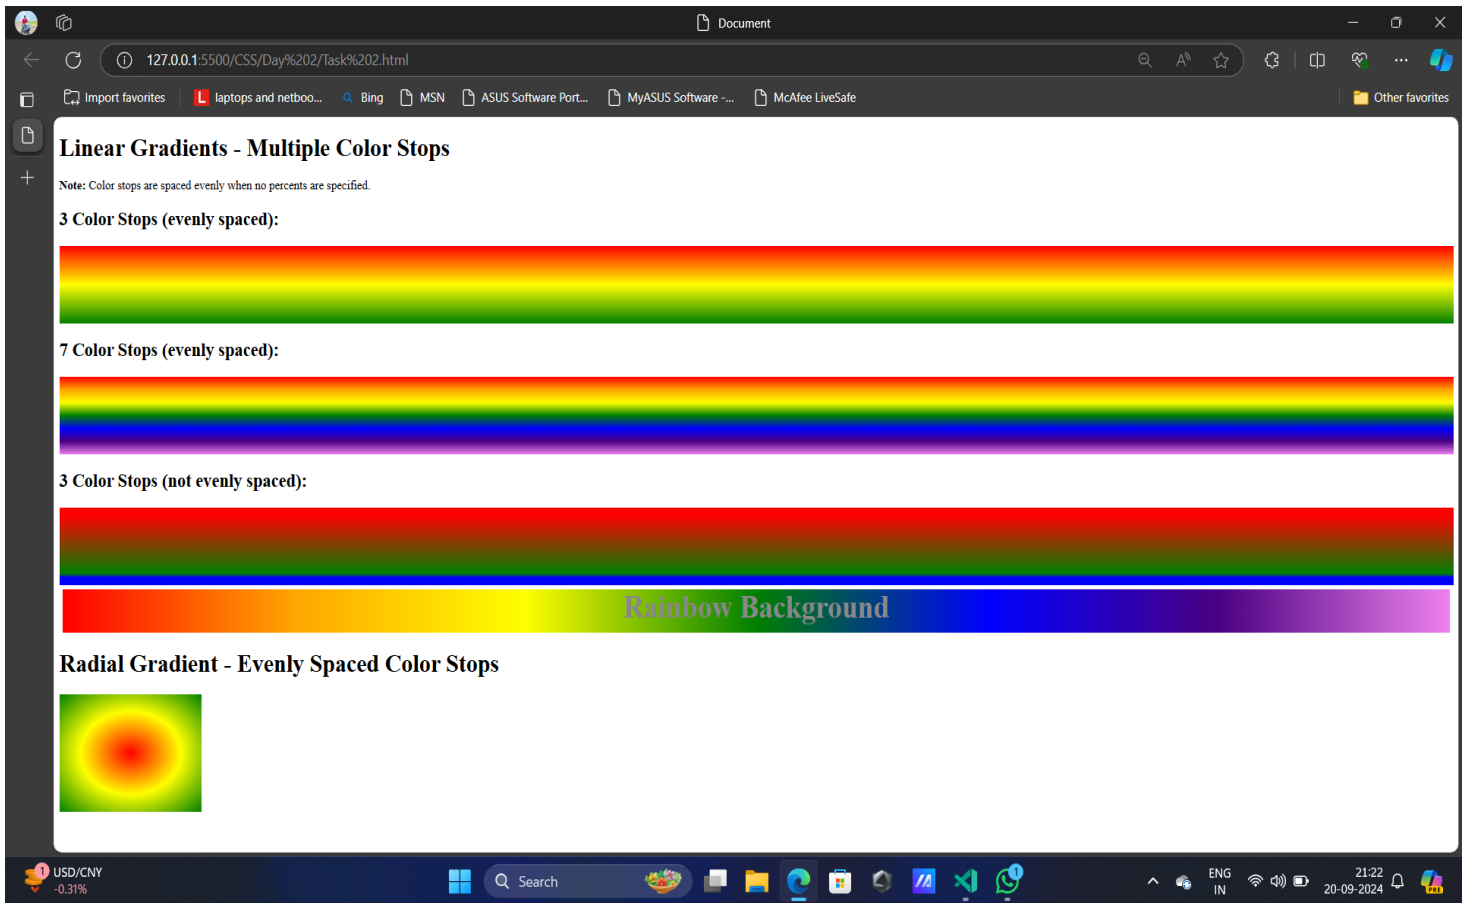 Document
127.0.0.1:5500/CSS/Day%202/Task%202.html
Import favorites
L laptops and netboo...
Bing
MSN
ASUS Software Port...
MyASUS Software -...
McAfee LiveSafe
Other favorites
Linear Gradients - Multiple Color Stops
Note: Color stops are spaced evenly when no percents are specified.
3 Color Stops (evenly spaced):
7 Color Stops (evenly spaced):
3 Color Stops (not evenly spaced):
Rainbow Background
Radial Gradient - Evenly Spaced Color Stops
1
USD/CNY
-0.31%
Search
1
ENG
IN
21:22
20-09-2024
PRE